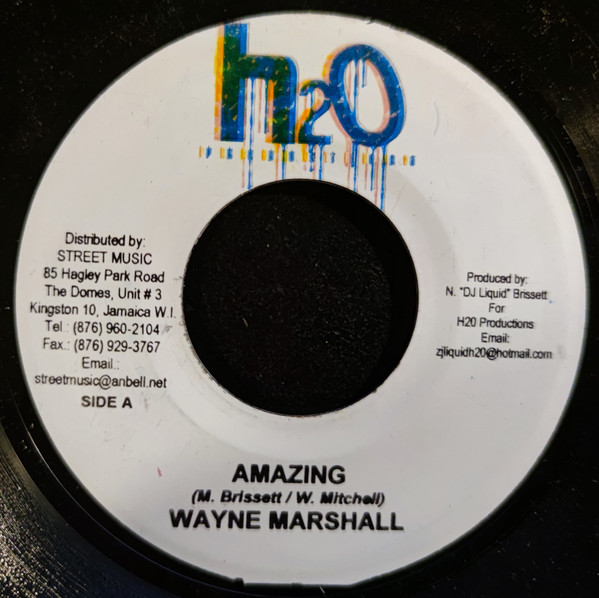 h2O
Distributed by:
STREET MUSIC
85 Hagley Park Road
The Domes, Unit # 3
Kingston 10, Jamaica W.I.
Tel.: (876) 960-2104
Fax.: (876) 929-3767
Email.:
streetmusic@anbell.net
SIDE A
Produced by:
N. "DJ Liquid" Brissett
For
H20 Productions
Email:
zjliquidh20@hotmail.com
AMAZING
(M. Brissett / W. Mitchell)
WAYNE MARSHALL